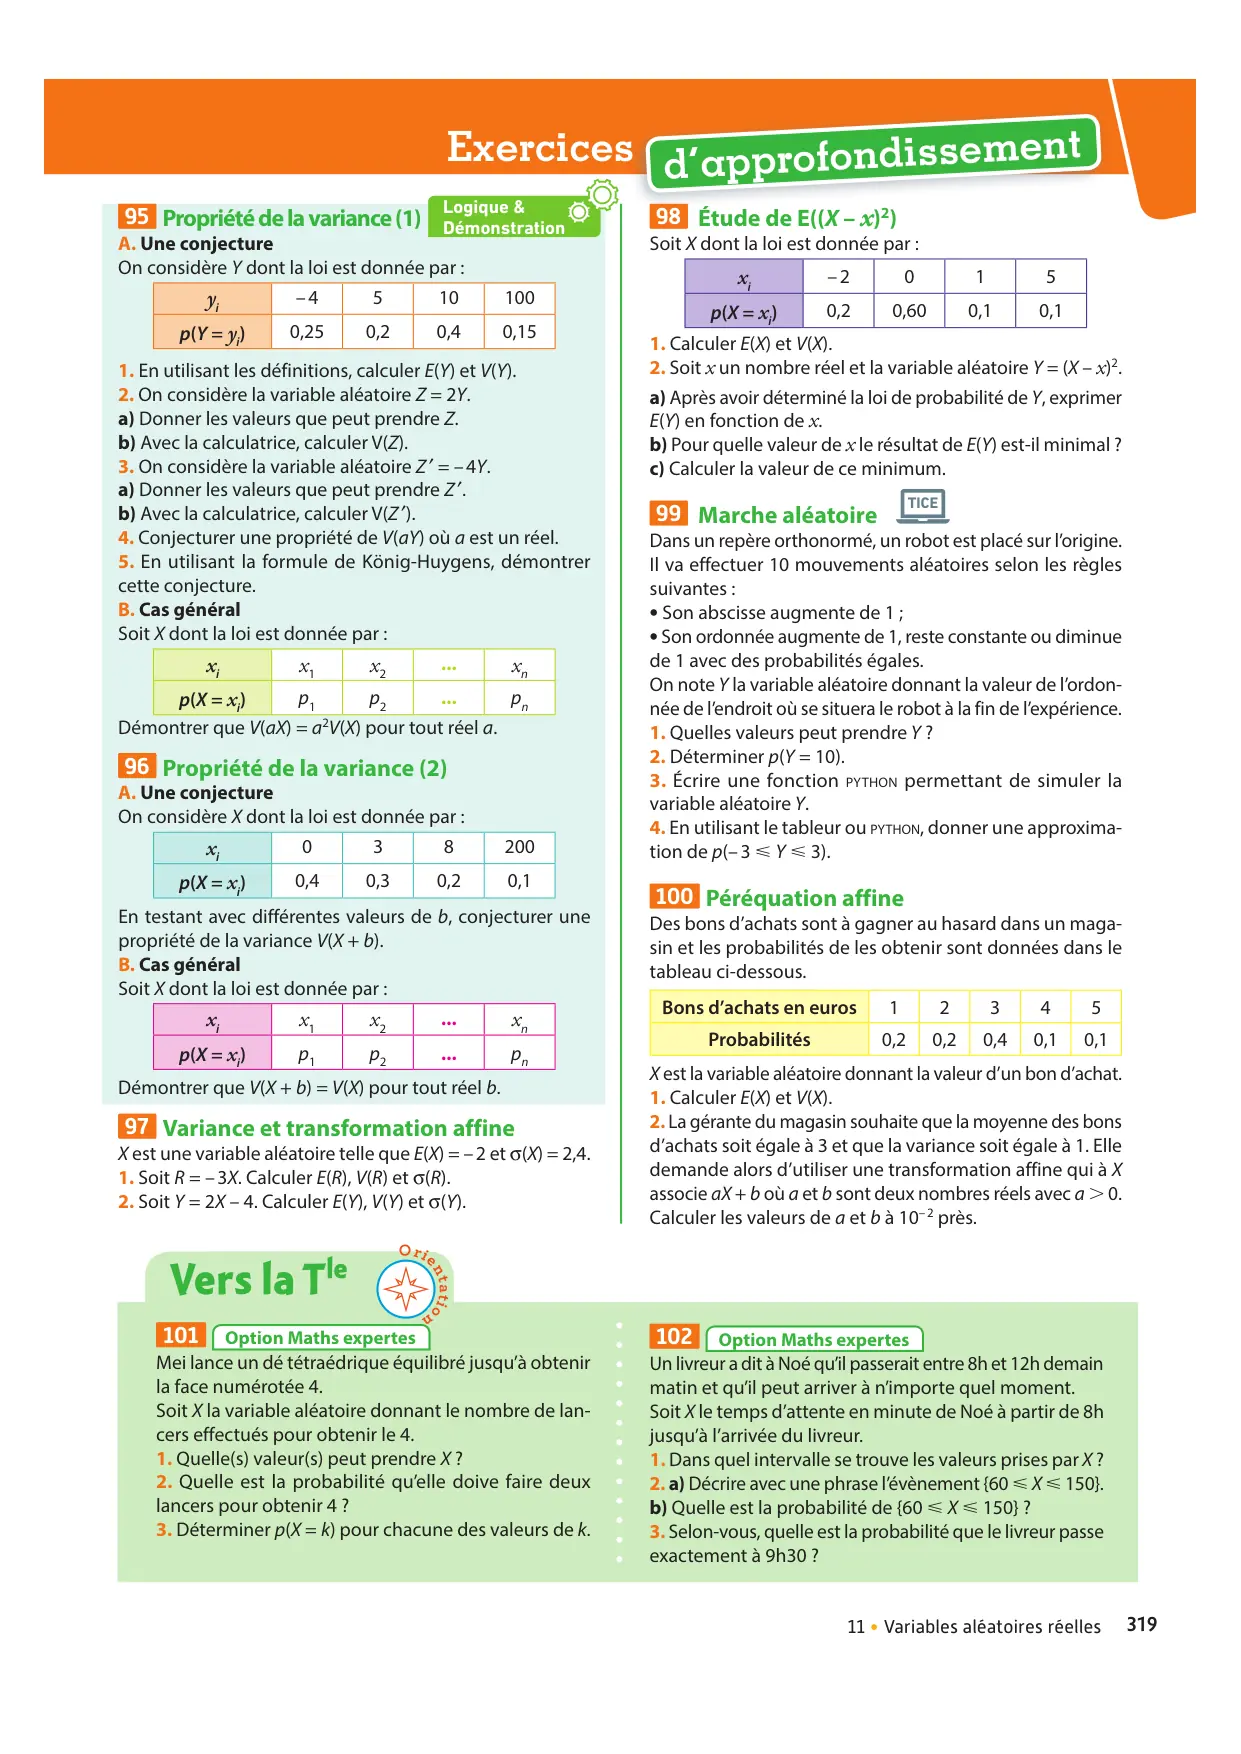 Exercices d'approfondissement
95 Propriété de la variance (1)
Logique &
Démonstration
A. Une conjecture
On considère Y dont la loi est donnée par :
yᵢ – 4 5 10 100
p(Y = yᵢ) 0,25 0,2 0,4 0,15
1. En utilisant les définitions, calculer E(Y) et V(Y).
2. On considère la variable aléatoire Z = 2Y.
a) Donner les valeurs que peut prendre Z.
b) Avec la calculatrice, calculer V(Z).
3. On considère la variable aléatoire Z′ = – 4Y.
a) Donner les valeurs que peut prendre Z′.
b) Avec la calculatrice, calculer V(Z′).
4. Conjecturer une propriété de V(aY) où a est un réel.
5. En utilisant la formule de König-Huygens, démontrer
cette conjecture.
B. Cas général
Soit X dont la loi est donnée par :
xᵢ x₁ x₂ ... xₙ
p(X = xᵢ) p₁ p₂ ... pₙ
Démontrer que V(aX) = a²V(X) pour tout réel a.
96 Propriété de la variance (2)
A. Une conjecture
On considère X dont la loi est donnée par :
xᵢ 0 3 8 200
p(X = xᵢ) 0,4 0,3 0,2 0,1
En testant avec différentes valeurs de b, conjecturer une
propriété de la variance V(X + b).
B. Cas général
Soit X dont la loi est donnée par :
xᵢ x₁ x₂ ... xₙ
p(X = xᵢ) p₁ p₂ ... pₙ
Démontrer que V(X + b) = V(X) pour tout réel b.
97 Variance et transformation affine
X est une variable aléatoire telle que E(X) = – 2 et σ(X) = 2,4.
1. Soit R = – 3X. Calculer E(R), V(R) et σ(R).
2. Soit Y = 2X – 4. Calculer E(Y), V(Y) et σ(Y).
98 Étude de E((X – x)²)
Soit X dont la loi est donnée par :
xᵢ – 2 0 1 5
p(X = xᵢ) 0,2 0,60 0,1 0,1
1. Calculer E(X) et V(X).
2. Soit x un nombre réel et la variable aléatoire Y = (X – x)².
a) Après avoir déterminé la loi de probabilité de Y, exprimer
E(Y) en fonction de x.
b) Pour quelle valeur de x le résultat de E(Y) est-il minimal ?
c) Calculer la valeur de ce minimum.
99 Marche aléatoire TICE
Dans un repère orthonormé, un robot est placé sur l'origine.
Il va effectuer 10 mouvements aléatoires selon les règles
suivantes :
• Son abscisse augmente de 1 ;
• Son ordonnée augmente de 1, reste constante ou diminue
de 1 avec des probabilités égales.
On note Y la variable aléatoire donnant la valeur de l'ordon-
née de l'endroit où se situera le robot à la fin de l'expérience.
1. Quelles valeurs peut prendre Y ?
2. Déterminer p(Y = 10).
3. Écrire une fonction PYTHON permettant de simuler la
variable aléatoire Y.
4. En utilisant le tableur ou PYTHON, donner une approxima-
tion de p(– 3 ⩽ Y ⩽ 3).
100 Péréquation affine
Des bons d'achats sont à gagner au hasard dans un maga-
sin et les probabilités de les obtenir sont données dans le
tableau ci-dessous.
Bons d'achats en euros 1 2 3 4 5
Probabilités 0,2 0,2 0,4 0,1 0,1
X est la variable aléatoire donnant la valeur d'un bon d'achat.
1. Calculer E(X) et V(X).
2. La gérante du magasin souhaite que la moyenne des bons
d'achats soit égale à 3 et que la variance soit égale à 1. Elle
demande alors d'utiliser une transformation affine qui à X
associe aX + b où a et b sont deux nombres réels avec a > 0.
Calculer les valeurs de a et b à 10⁻² près.
Vers la Tˡᵉ
Orientation
101 Option Maths expertes
Mei lance un dé tétraédrique équilibré jusqu'à obtenir
la face numérotée 4.
Soit X la variable aléatoire donnant le nombre de lan-
cers effectués pour obtenir le 4.
1. Quelle(s) valeur(s) peut prendre X ?
2. Quelle est la probabilité qu'elle doive faire deux
lancers pour obtenir 4 ?
3. Déterminer p(X = k) pour chacune des valeurs de k.
102 Option Maths expertes
Un livreur a dit à Noé qu'il passerait entre 8h et 12h demain
matin et qu'il peut arriver à n'importe quel moment.
Soit X le temps d'attente en minute de Noé à partir de 8h
jusqu'à l'arrivée du livreur.
1. Dans quel intervalle se trouve les valeurs prises par X ?
2. a) Décrire avec une phrase l'évènement {60 ⩽ X ⩽ 150}.
b) Quelle est la probabilité de {60 ⩽ X ⩽ 150} ?
3. Selon-vous, quelle est la probabilité que le livreur passe
exactement à 9h30 ?
11 • Variables aléatoires réelles 319